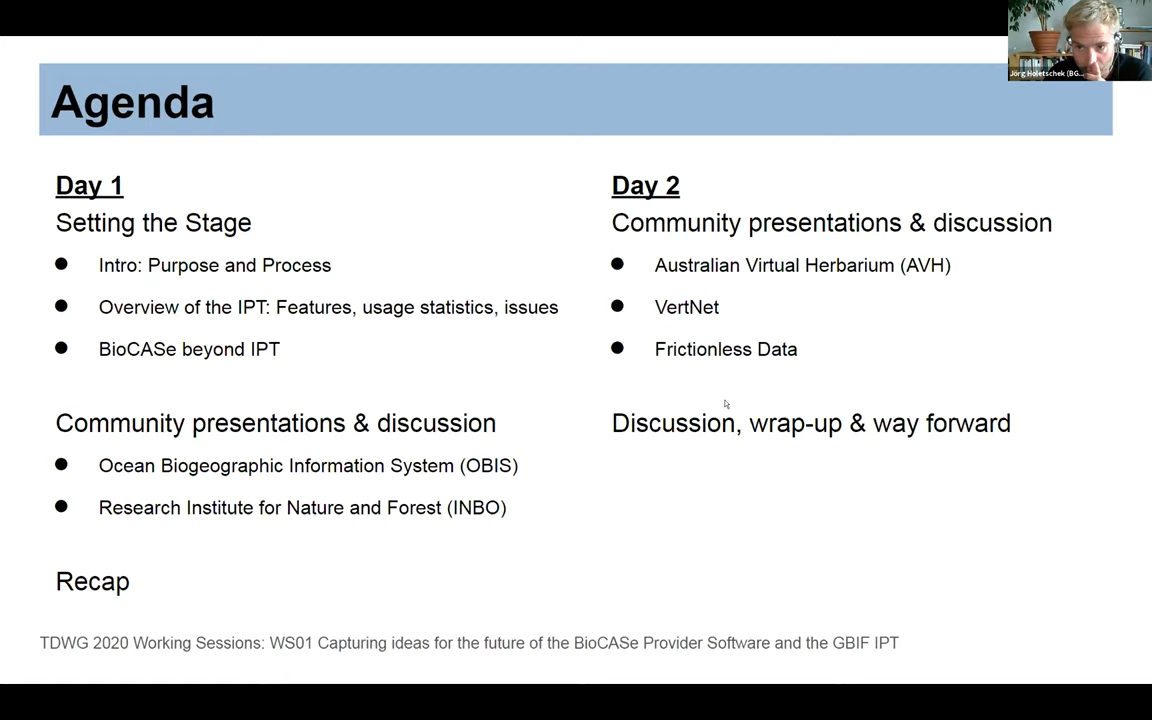 Jörg Holetschek (BG...
Agenda
Day 1
Setting the Stage
● Intro: Purpose and Process
● Overview of the IPT: Features, usage statistics, issues
● BioCASe beyond IPT
Community presentations & discussion
● Ocean Biogeographic Information System (OBIS)
● Research Institute for Nature and Forest (INBO)
Recap
Day 2
Community presentations & discussion
● Australian Virtual Herbarium (AVH)
● VertNet
● Frictionless Data
Discussion, wrap-up & way forward
TDWG 2020 Working Sessions: WS01 Capturing ideas for the future of the BioCASe Provider Software and the GBIF IPT